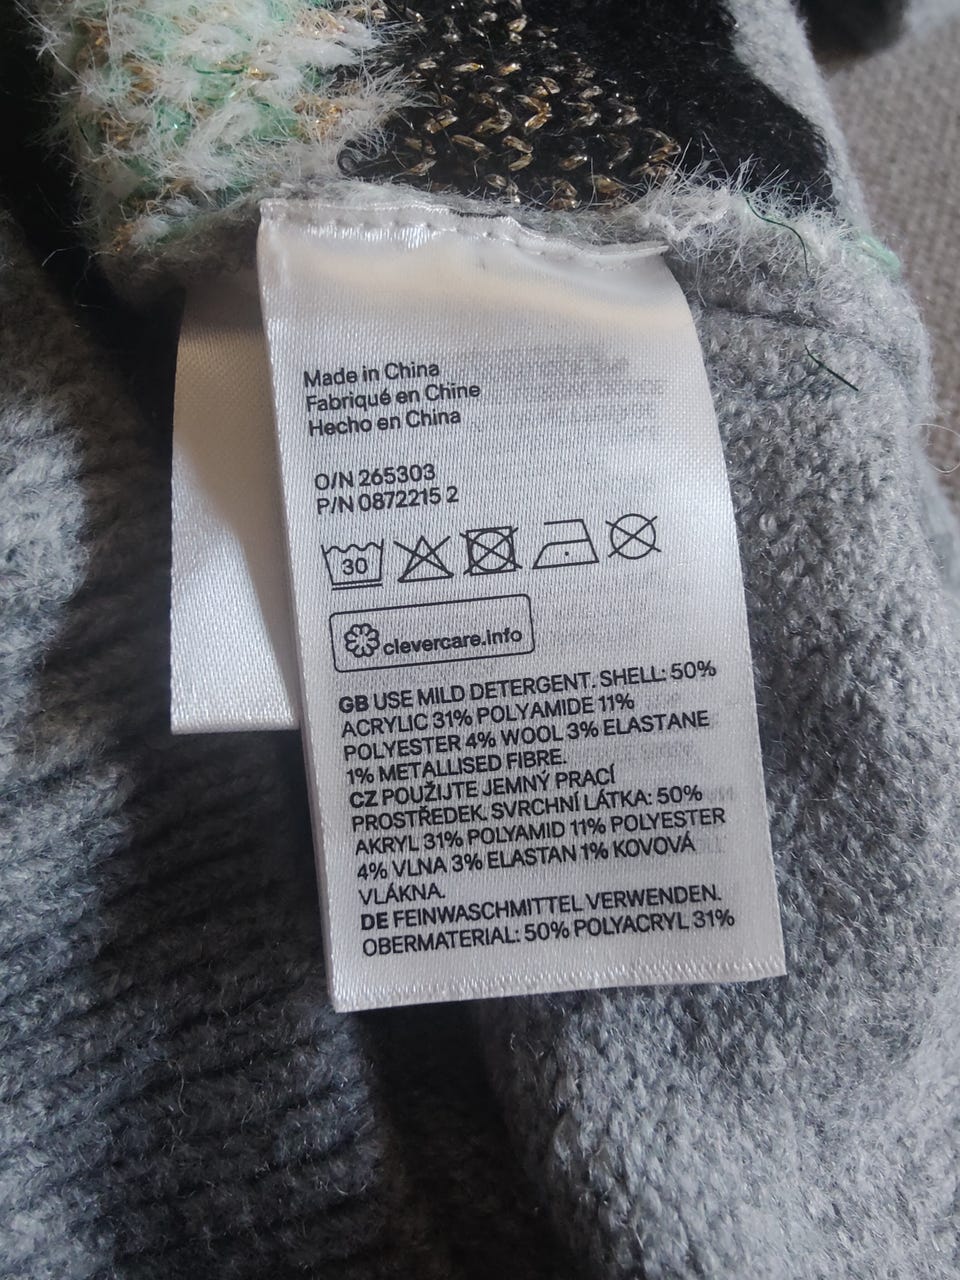 Made in China
Fabriqué en Chine
Hecho en China
O/N 265303
P/N 0872215 2
30
clevercare.info
GB USE MILD DETERGENT. SHELL: 50%
ACRYLIC 31% POLYAMIDE 11%
POLYESTER 4% WOOL 3% ELASTANE
1% METALLISED FIBRE.
CZ POUŽIJTE JEMNÝ PRACÍ
PROSTŘEDEK. SVRCHNÍ LÁTKA: 50%
AKRYL 31% POLYAMID 11% POLYESTER
4% VLNA 3% ELASTAN 1% KOVOVÁ
VLÁKNA.
DE FEINWASCHMITTEL VERWENDEN.
OBERMATERIAL: 50% POLYACRYL 31%